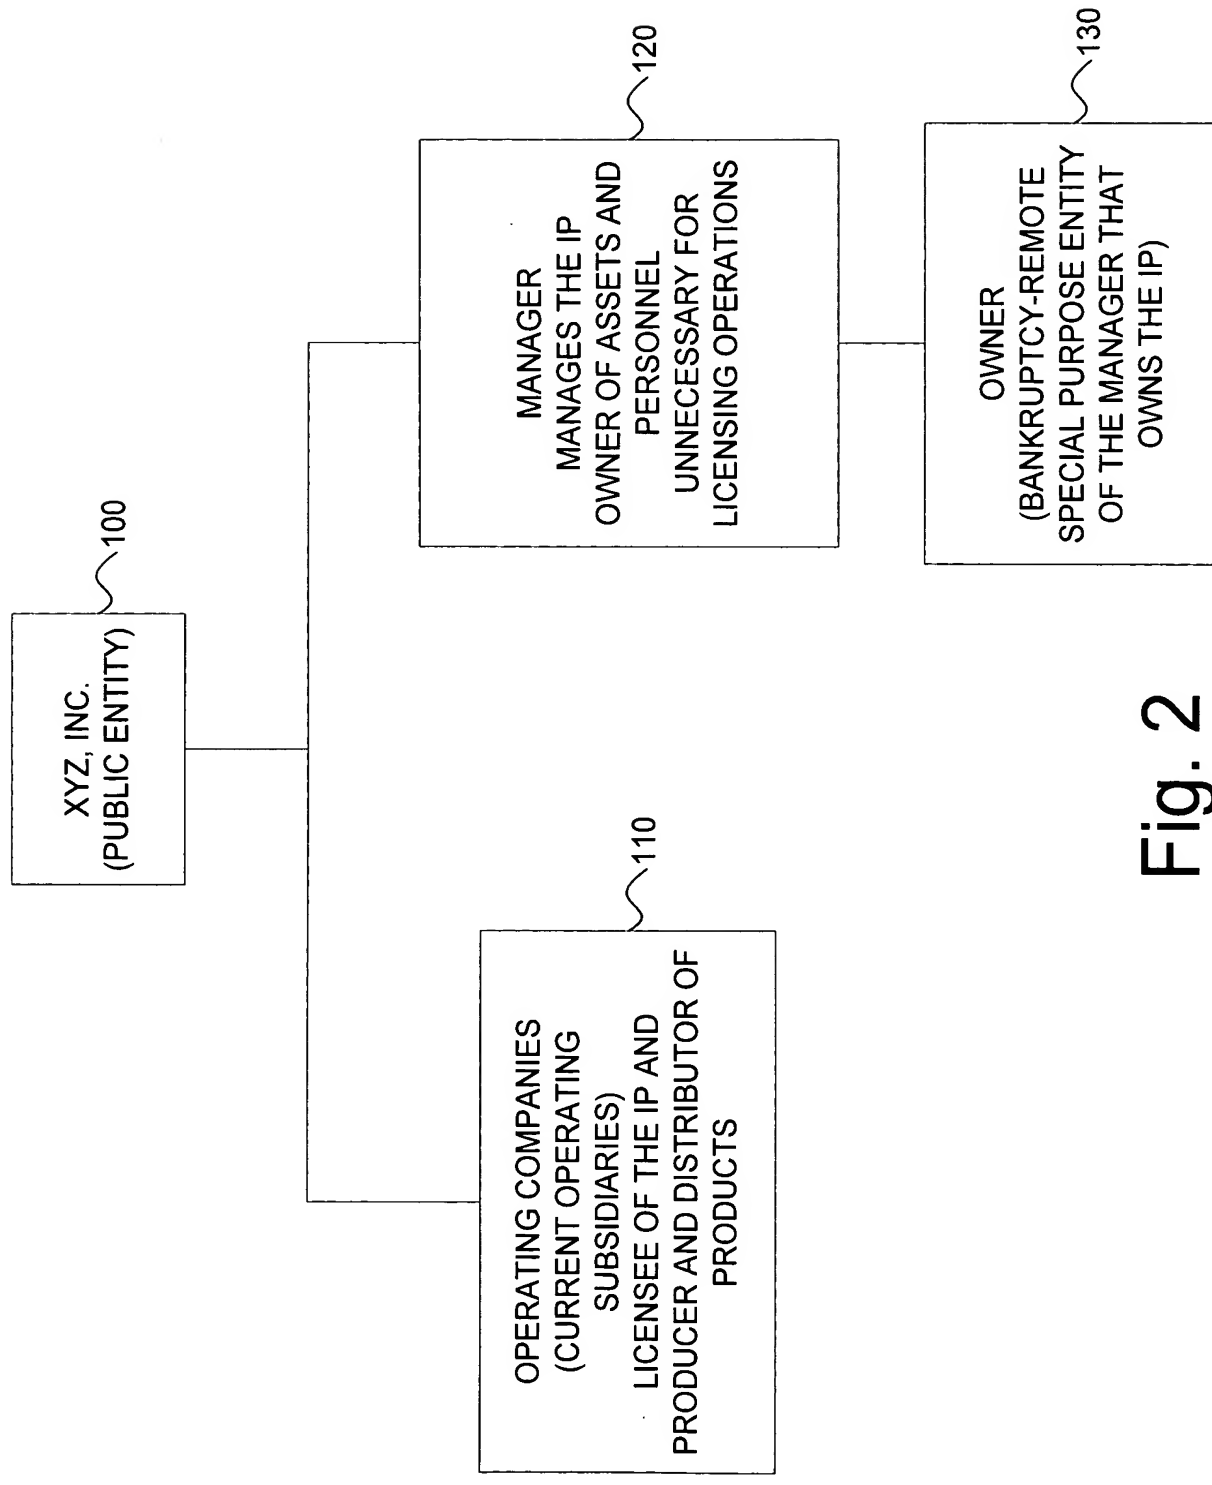 XYZ, INC.
(PUBLIC ENTITY)
100
OPERATING COMPANIES
(CURRENT OPERATING
SUBSIDIARIES)
LICENSEE OF THE IP AND
PRODUCER AND DISTRIBUTOR OF
PRODUCTS
110
MANAGER
MANAGES THE IP
OWNER OF ASSETS AND
PERSONNEL
UNNECESSARY FOR
LICENSING OPERATIONS
120
OWNER
(BANKRUPTCY-REMOTE
SPECIAL PURPOSE ENTITY
OF THE MANAGER THAT
OWNS THE IP)
130
Fig. 2